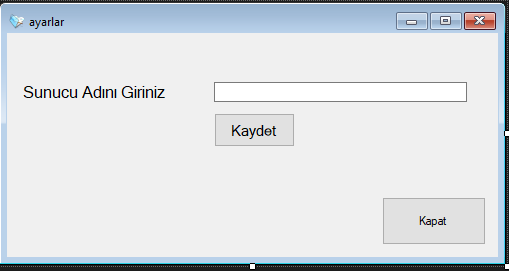 ayarlar
Sunucu Adını Giriniz
Kaydet
Kapat